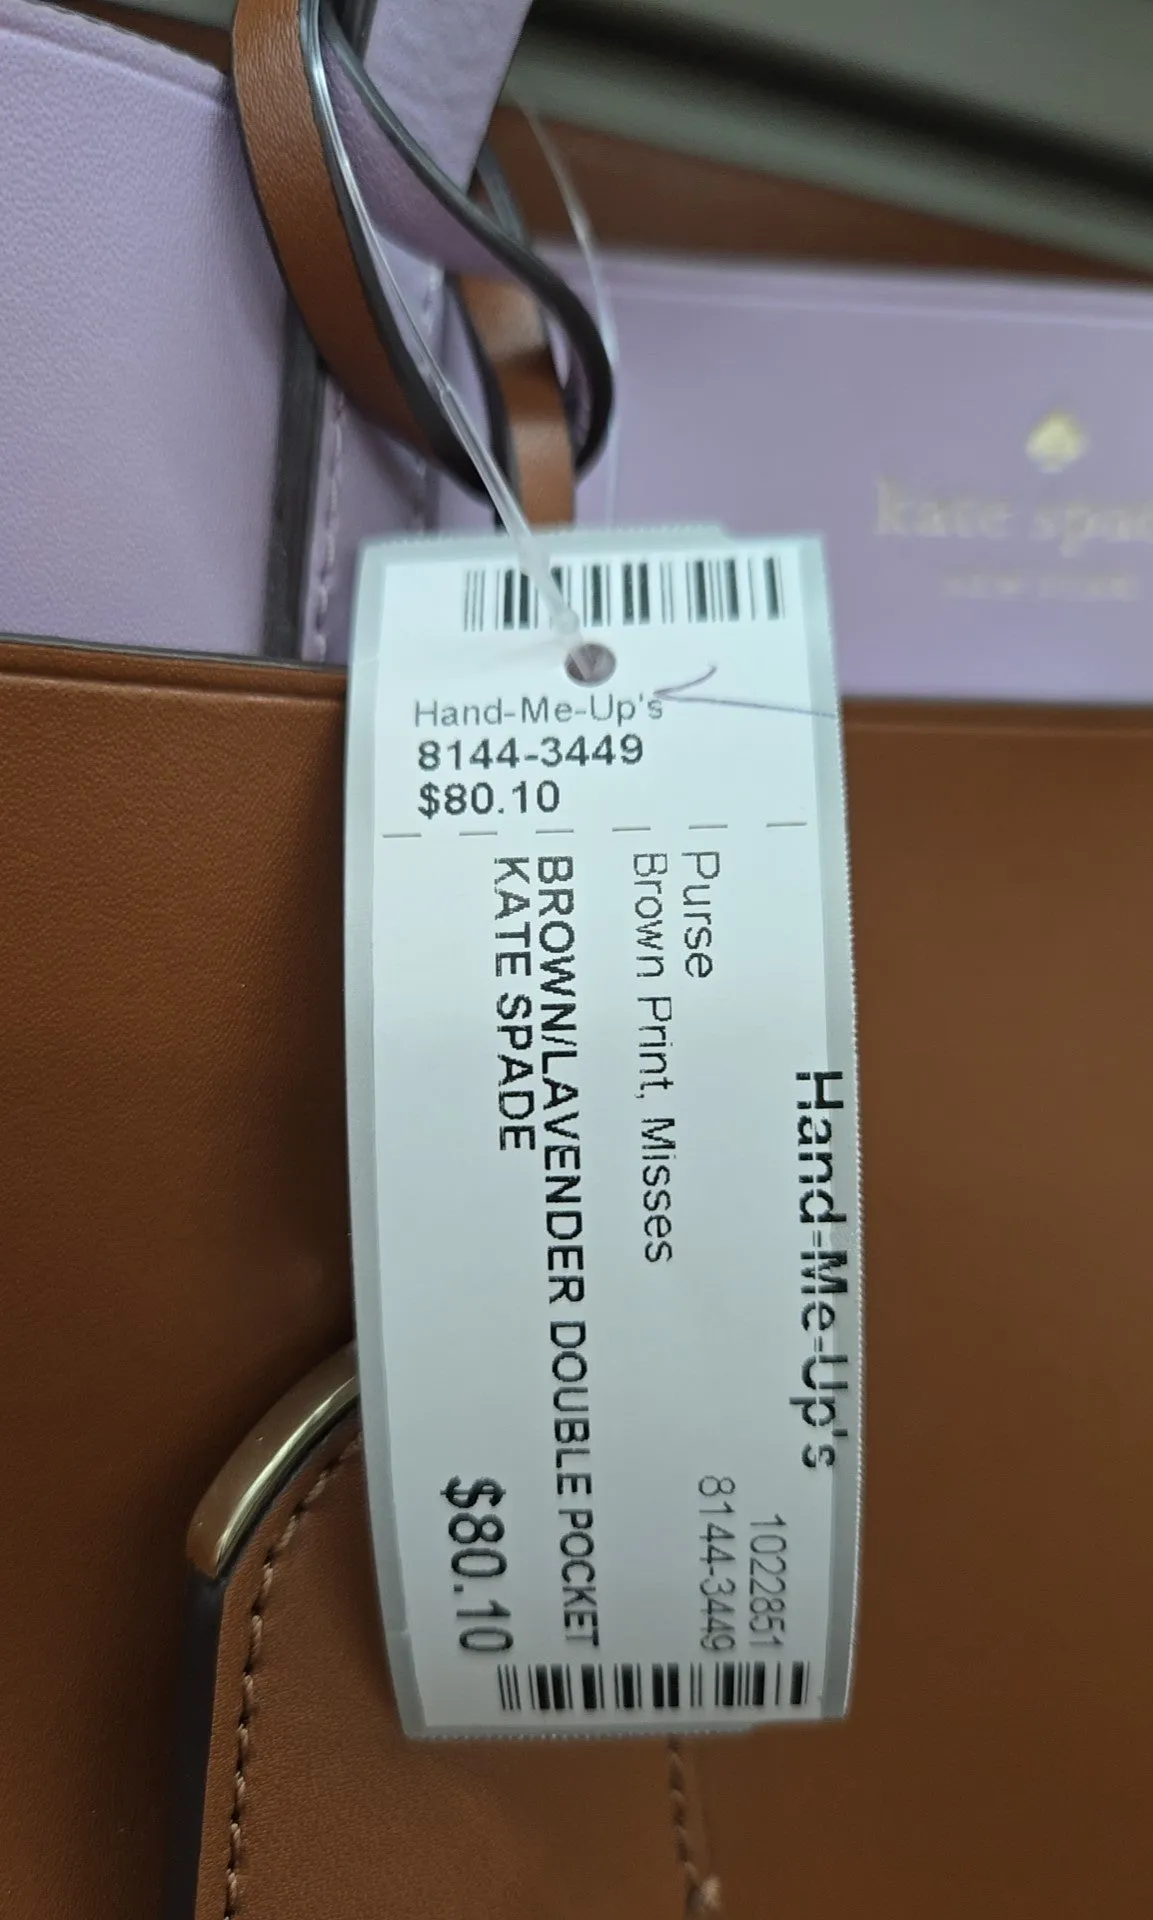 kate spade
Hand-Me-Up's
8144-3449
$80.10
Hand-Me-Up's
1022851
8144-3449
Purse
Brown Print, Misses
BROWN/LAVENDER DOUBLE POCKET
KATE SPADE
$80.10